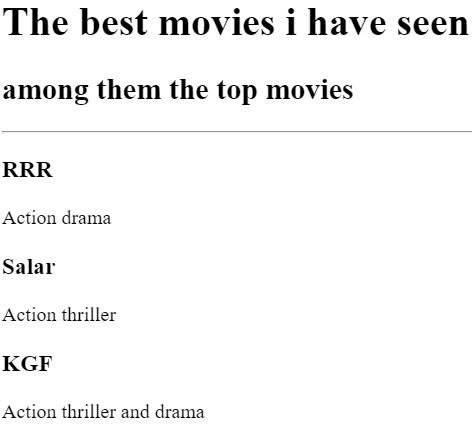 The best movies i have seen
among them the top movies
RRR
Action drama
Salar
Action thriller
KGF
Action thriller and drama